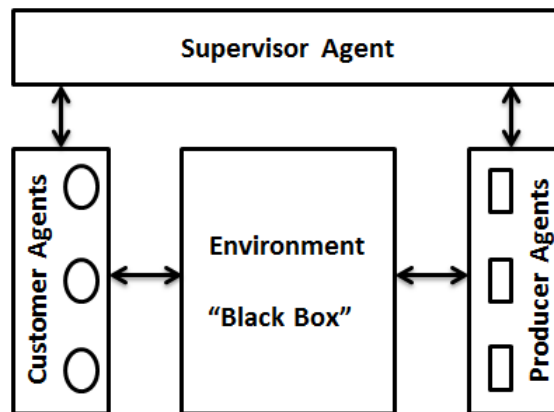 Supervisor Agent
Customer Agents
Environment
“Black Box”
Producer Agents